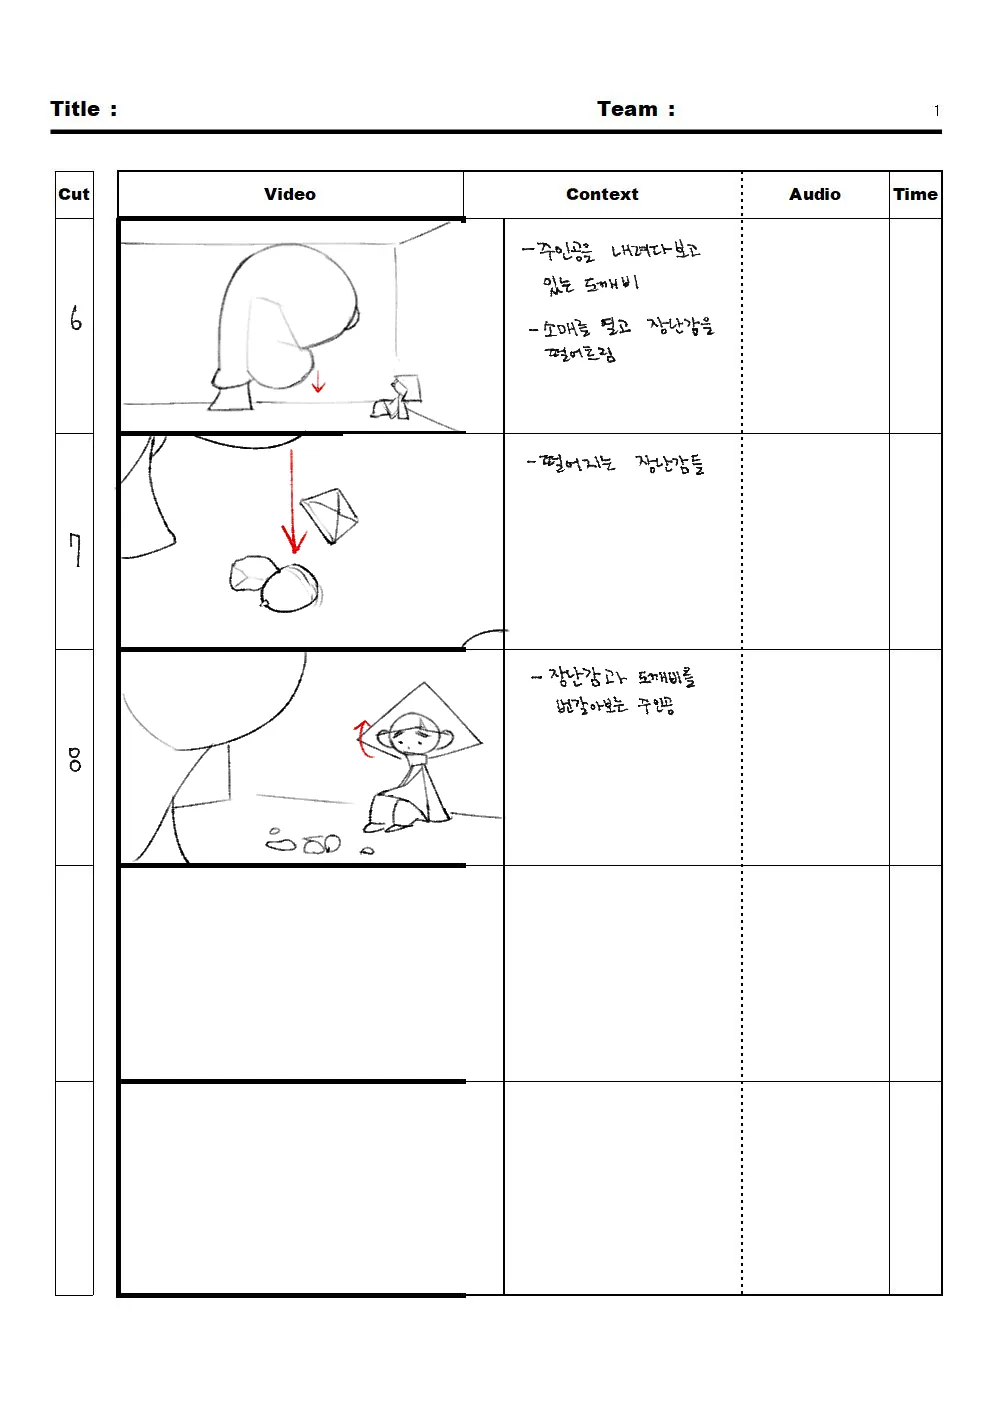 Title :
Team :
1
Cut
Video
Context
Audio
Time
6
- 주인공을 내려다보고
있는 도깨비
- 소매를 열고 장난감을
떨어트림
7
- 떨어지는 장난감들
8
- 장난감과 도깨비를
번갈아보는 주인공